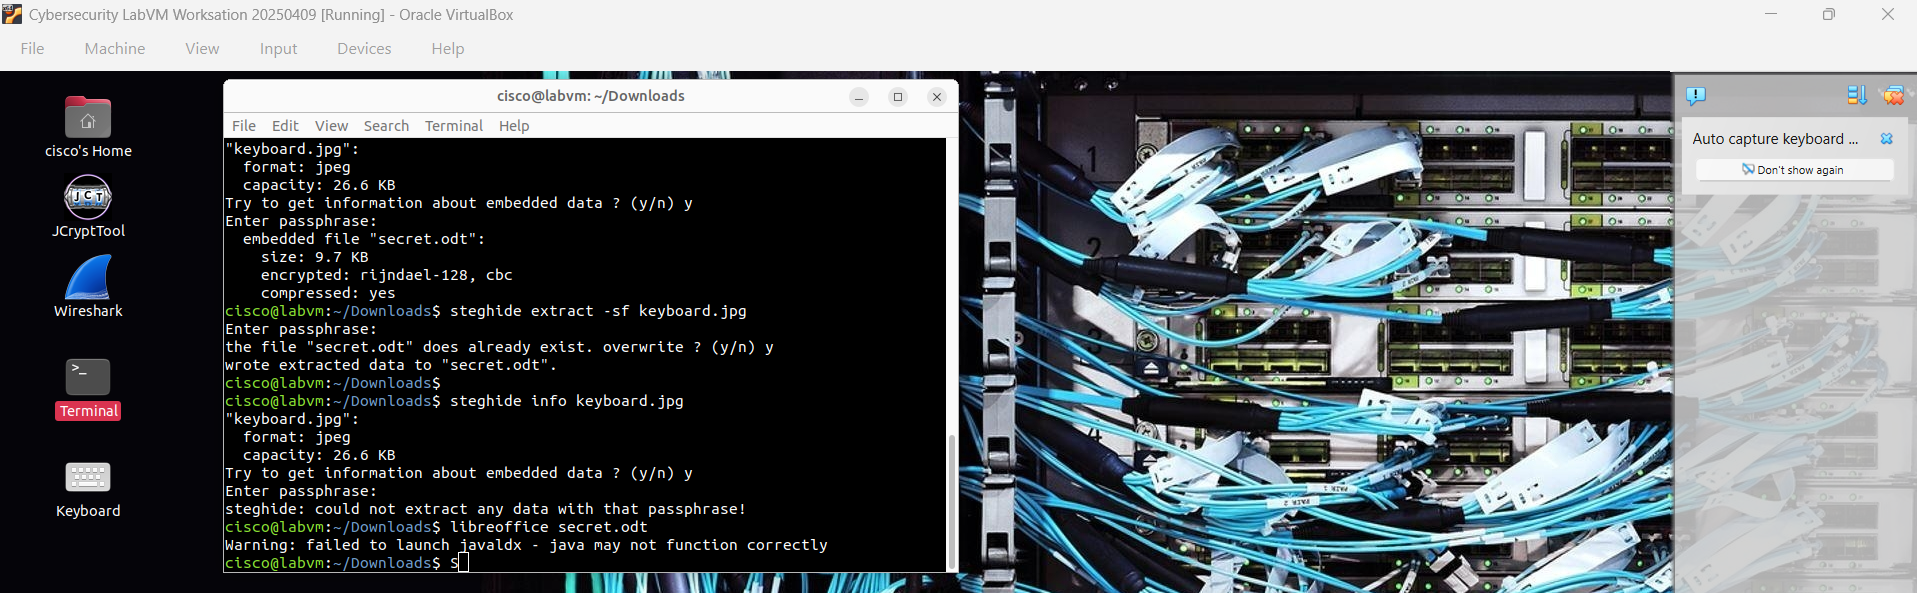 Cybersecurity LabVM Worksation 20250409 [Running] - Oracle VirtualBox
File Machine View Input Devices Help
cisco's Home
JCT
JCrypTool
Wireshark
>_
Terminal
Keyboard
cisco@labvm: ~/Downloads
File Edit View Search Terminal Help
"keyboard.jpg":
  format: jpeg
  capacity: 26.6 KB
Try to get information about embedded data ? (y/n) y
Enter passphrase:
  embedded file "secret.odt":
    size: 9.7 KB
    encrypted: rijndael-128, cbc
    compressed: yes
cisco@labvm:~/Downloads$ steghide extract -sf keyboard.jpg
Enter passphrase:
the file "secret.odt" does already exist. overwrite ? (y/n) y
wrote extracted data to "secret.odt".
cisco@labvm:~/Downloads$
cisco@labvm:~/Downloads$ steghide info keyboard.jpg
"keyboard.jpg":
  format: jpeg
  capacity: 26.6 KB
Try to get information about embedded data ? (y/n) y
Enter passphrase:
steghide: could not extract any data with that passphrase!
cisco@labvm:~/Downloads$ libreoffice secret.odt
Warning: failed to launch javaldx - java may not function correctly
cisco@labvm:~/Downloads$ S
1
2
4
Auto capture keyboard ...
Don't show again